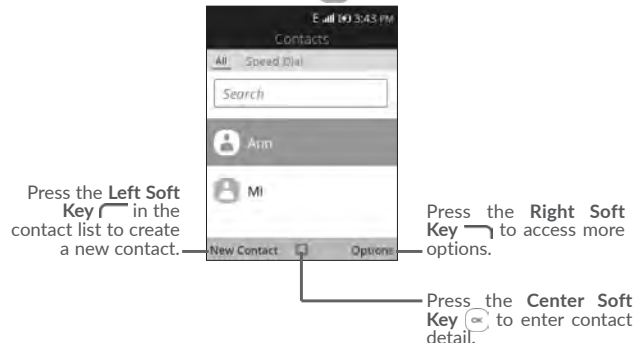 E 3:43 PM
Contacts
All Speed Dial
Search
Ann
MI
New Contact Options
Press the Left Soft
Key in the
contact list to create
a new contact.
Press the Right Soft
Key to access more
options.
Press the Center Soft
Key OK to enter contact
detail.